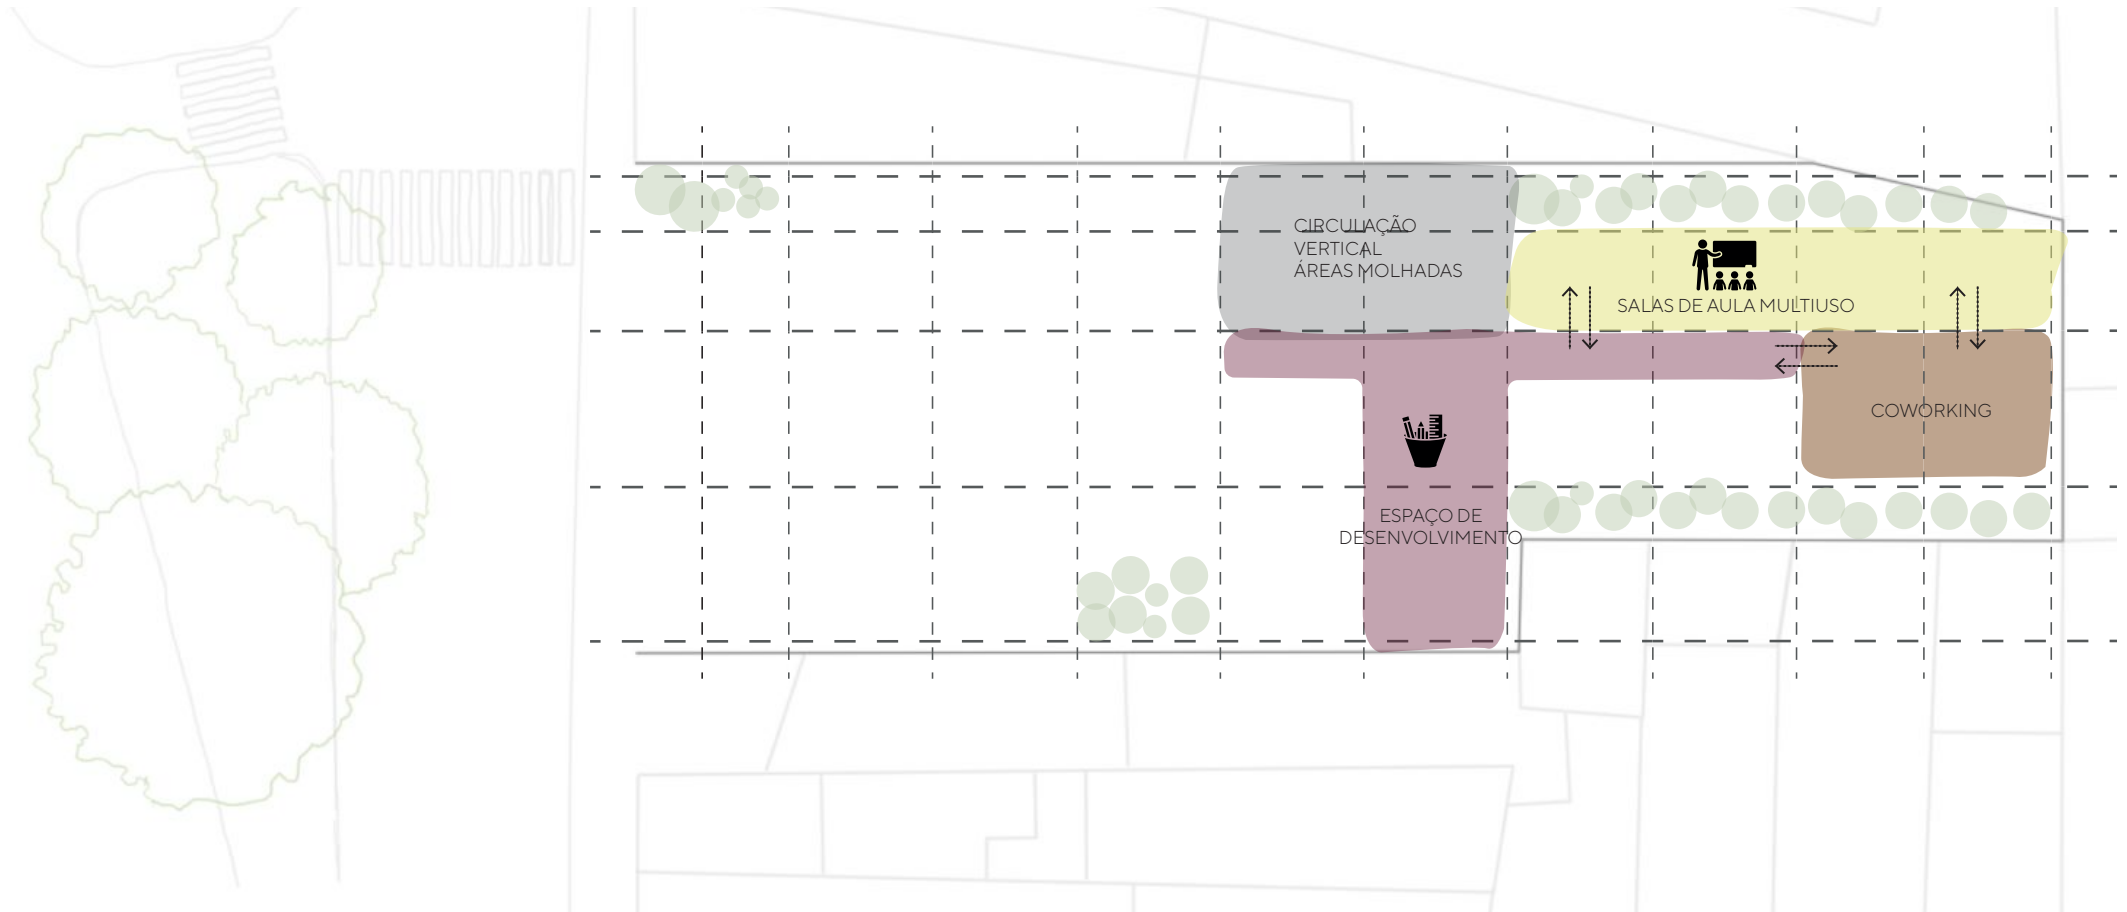 CIRCULAÇÃO
VERTICAL
ÁREAS MOLHADAS
SALAS DE AULA MULTIUSO
COWORKING
ESPAÇO DE
DESENVOLVIMENTO